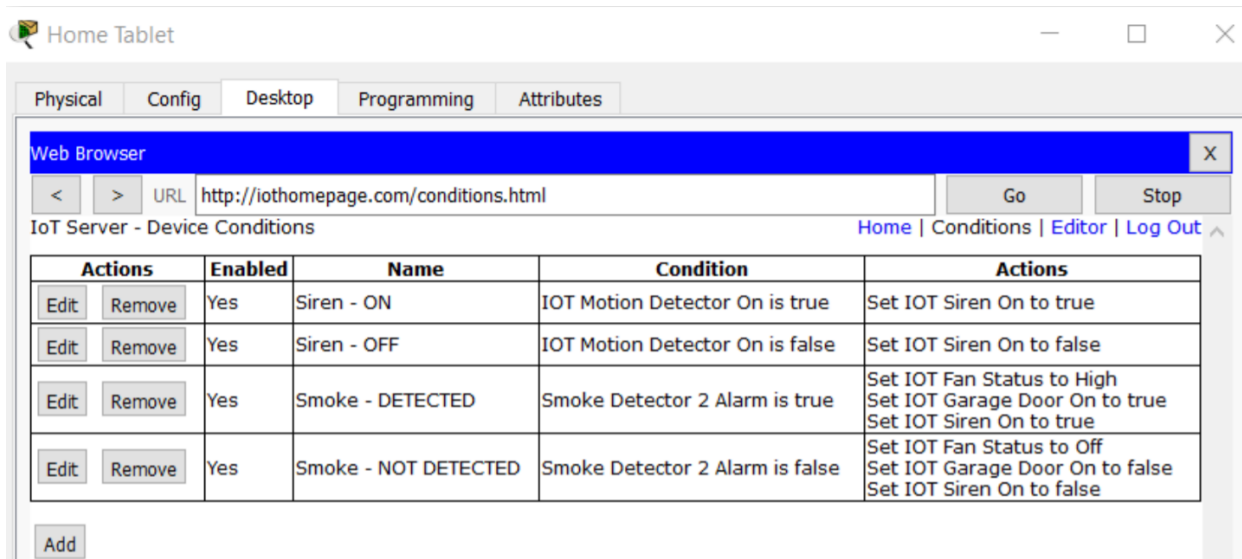 Home Tablet
Physical Config Desktop Programming Attributes
Web Browser X
< > URL http://iothomepage.com/conditions.html Go Stop
IoT Server - Device Conditions Home | Conditions | Editor | Log Out
Actions Enabled Name Condition Actions
Edit Remove Yes Siren - ON IOT Motion Detector On is true Set IOT Siren On to true
Edit Remove Yes Siren - OFF IOT Motion Detector On is false Set IOT Siren On to false
Edit Remove Yes Smoke - DETECTED Smoke Detector 2 Alarm is true Set IOT Fan Status to High
Set IOT Garage Door On to true
Set IOT Siren On to true
Edit Remove Yes Smoke - NOT DETECTED Smoke Detector 2 Alarm is false Set IOT Fan Status to Off
Set IOT Garage Door On to false
Set IOT Siren On to false
Add